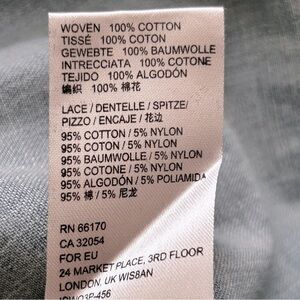 WOVEN 100% COTTON
TISSÉ 100% COTON
GEWEBTE 100% BAUMWOLLE
INTRECCIATA 100% COTONE
TEJIDO 100% ALGODÓN
编织 100% 棉花
LACE / DENTELLE / SPITZE/
PIZZO / ENCAJE / 花边
95% COTTON / 5% NYLON
95% COTON / 5% NYLON
95% BAUMWOLLE / 5% NYLON
95% COTONE / 5% NYLON
95% ALGODÓN / 5% POLIAMIDA
95% 棉 / 5% 尼龙
RN 66170
CA 32054
FOR EU
24 MARKET PLACE, 3RD FLOOR
LONDON, UK WIS8AN